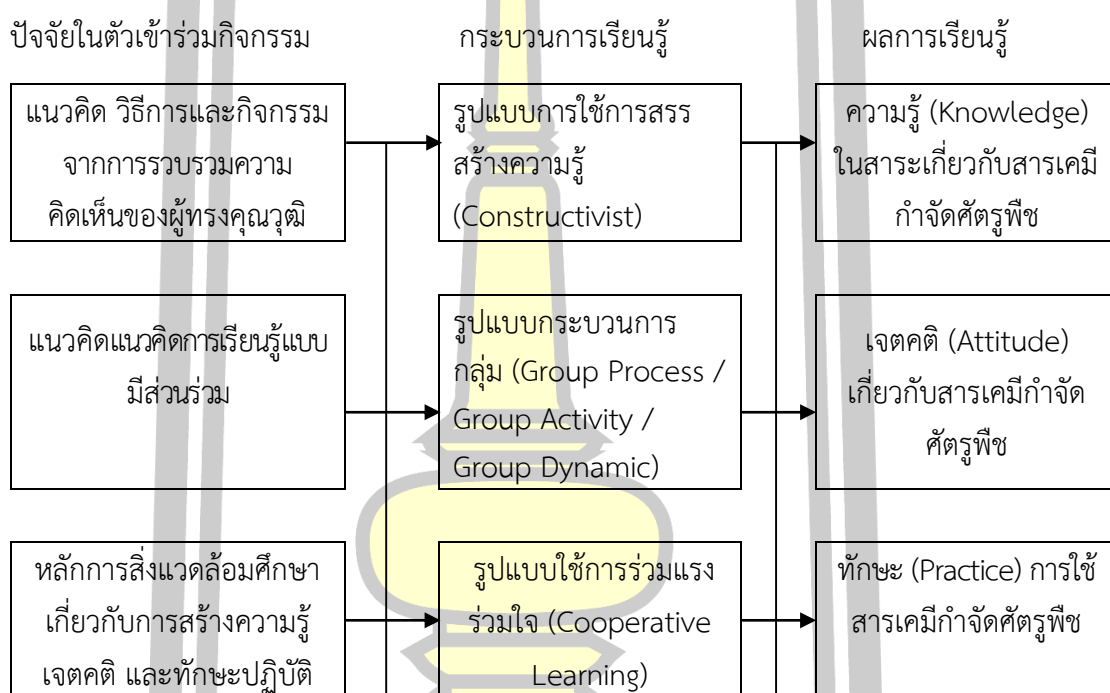 ปัจจัยในตัวเข้าร่วมกิจกรรม
กระบวนการเรียนรู้
ผลการเรียนรู้
แนวคิด วิธีการและกิจกรรม
จากการรวบรวมความ
คิดเห็นของผู้ทรงคุณวุฒิ
รูปแบบการใช้การสรร
สร้างความรู้
(Constructivist)
ความรู้ (Knowledge)
ในสาระเกี่ยวกับสารเคมี
กำจัดศัตรูพืช
แนวคิดแนวคิดการเรียนรู้แบบ
มีส่วนร่วม
รูปแบบกระบวนการ
กลุ่ม (Group Process /
Group Activity /
Group Dynamic)
เจตคติ (Attitude)
เกี่ยวกับสารเคมีกำจัด
ศัตรูพืช
หลักการสิ่งแวดล้อมศึกษา
เกี่ยวกับการสร้างความรู้
เจตคติ และทักษะปฏิบัติ
รูปแบบใช้การร่วมแรง
ร่วมใจ (Cooperative
Learning)
ทักษะ (Practice) การใช้
สารเคมีกำจัดศัตรูพืช